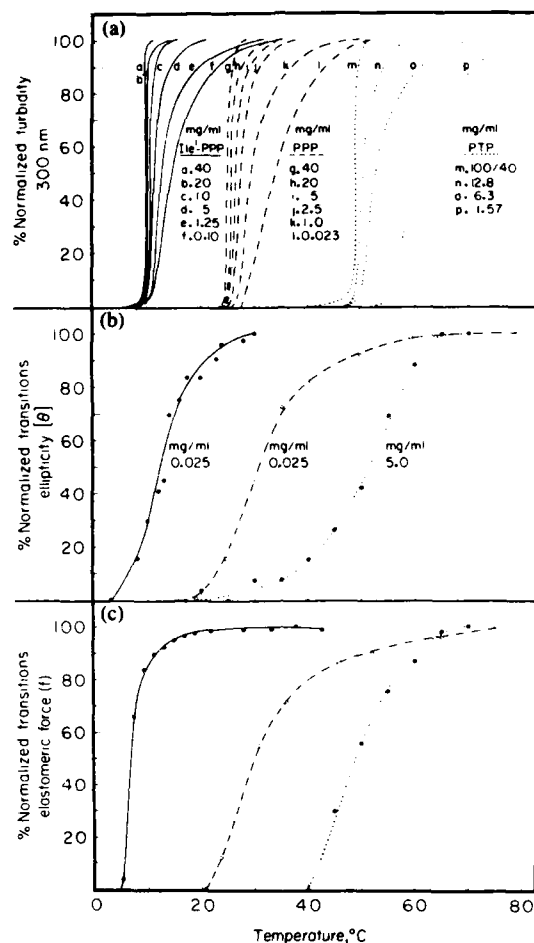 (a)
100
80
60
40
20
% Normalized turbidity
300 nm
a b c d e f g h i j k l m n o p
mg/ml
Ile¹-PPP
a. 40
b. 20
c. 10
d. 5
e. 1.25
f. 0.10
mg/ml
PPP
g. 40
h. 20
i. 5
j. 2.5
k. 1.0
l. 0.023
mg/ml
PTP
m. 100/40
n. 12.8
o. 6.3
p. 1.57
(b)
100
80
60
40
20
% Normalized transitions
ellipticity [θ]
mg/ml
0.025
mg/ml
0.025
mg/ml
5.0
(c)
100
80
60
40
20
% Normalized transitions
elastomeric force (f)
0 20 40 60 80
Temperature, °C